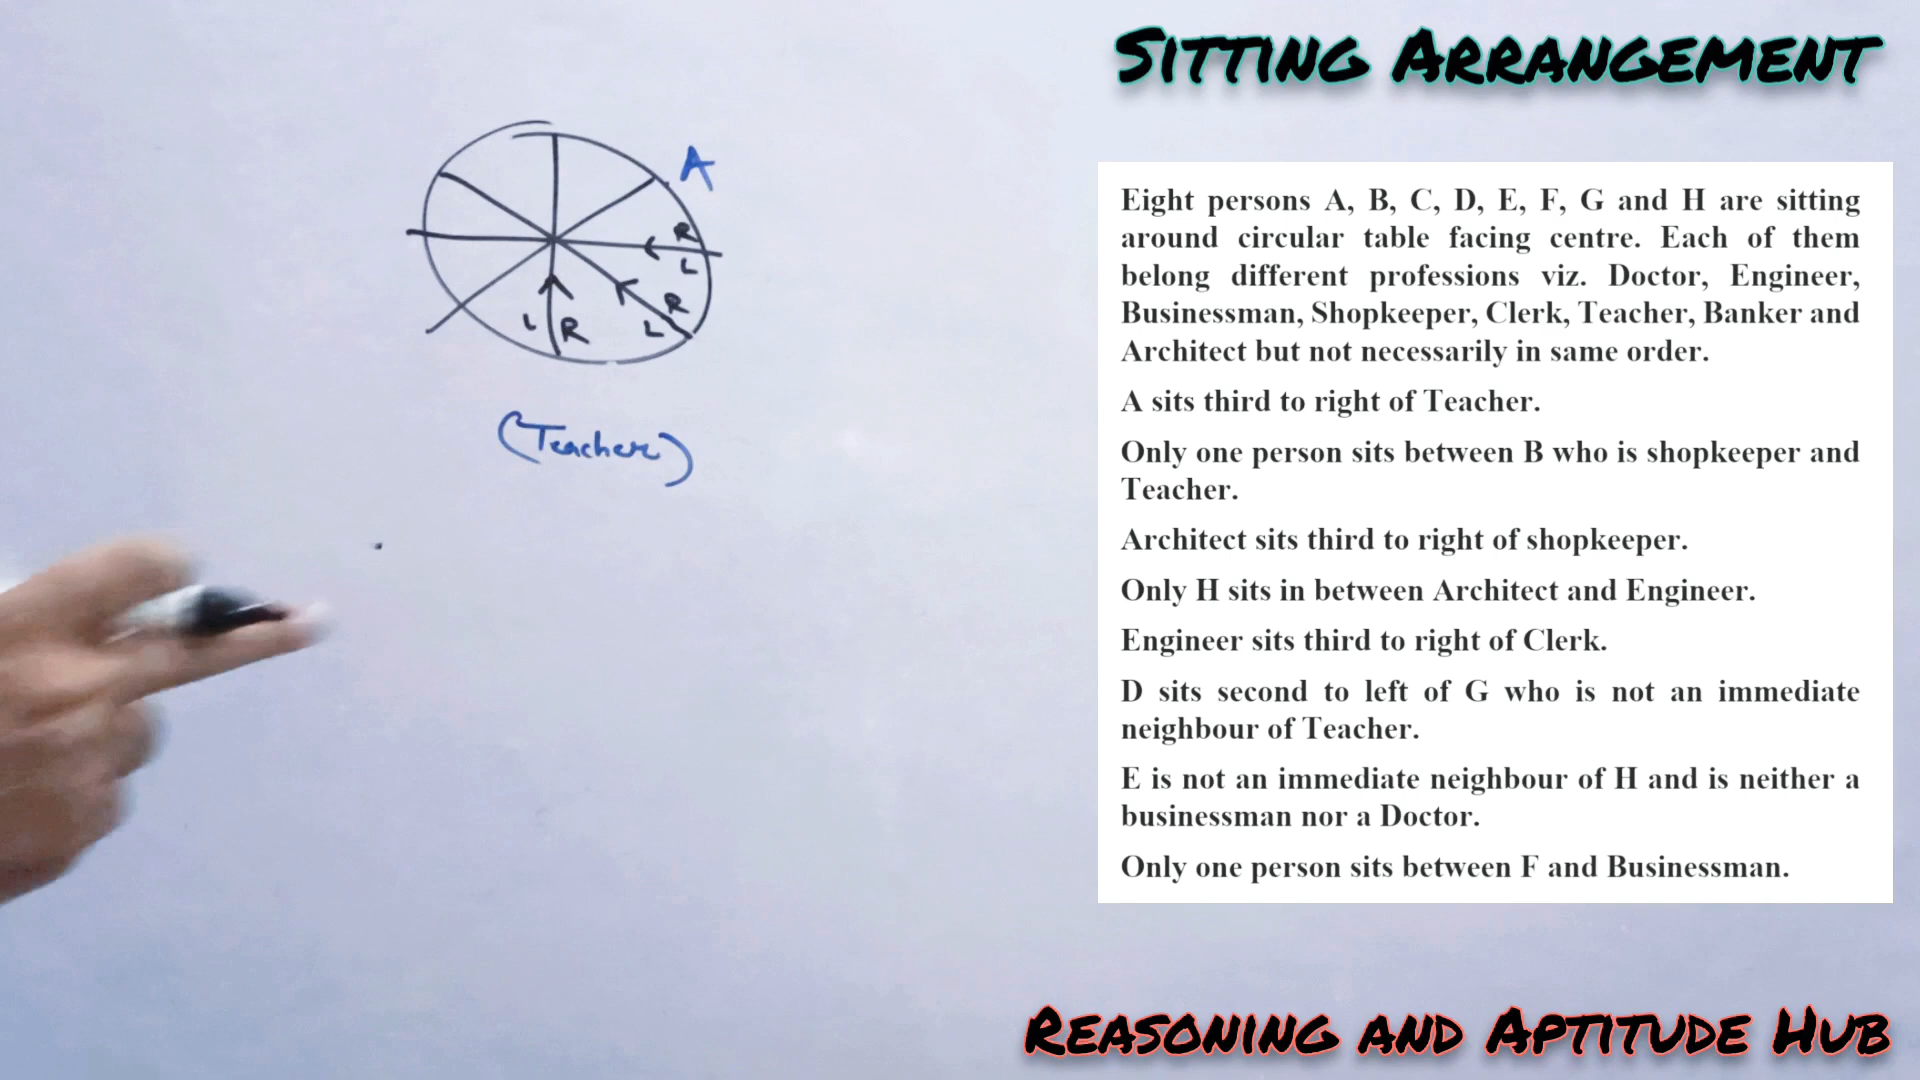 SITTING ARRANGEMENT
A
R
L
R
L
L R
(Teacher)
Eight persons A, B, C, D, E, F, G and H are sitting
around circular table facing centre. Each of them
belong different professions viz. Doctor, Engineer,
Businessman, Shopkeeper, Clerk, Teacher, Banker and
Architect but not necessarily in same order.
A sits third to right of Teacher.
Only one person sits between B who is shopkeeper and
Teacher.
Architect sits third to right of shopkeeper.
Only H sits in between Architect and Engineer.
Engineer sits third to right of Clerk.
D sits second to left of G who is not an immediate
neighbour of Teacher.
E is not an immediate neighbour of H and is neither a
businessman nor a Doctor.
Only one person sits between F and Businessman.
REASONING AND APTITUDE HUB